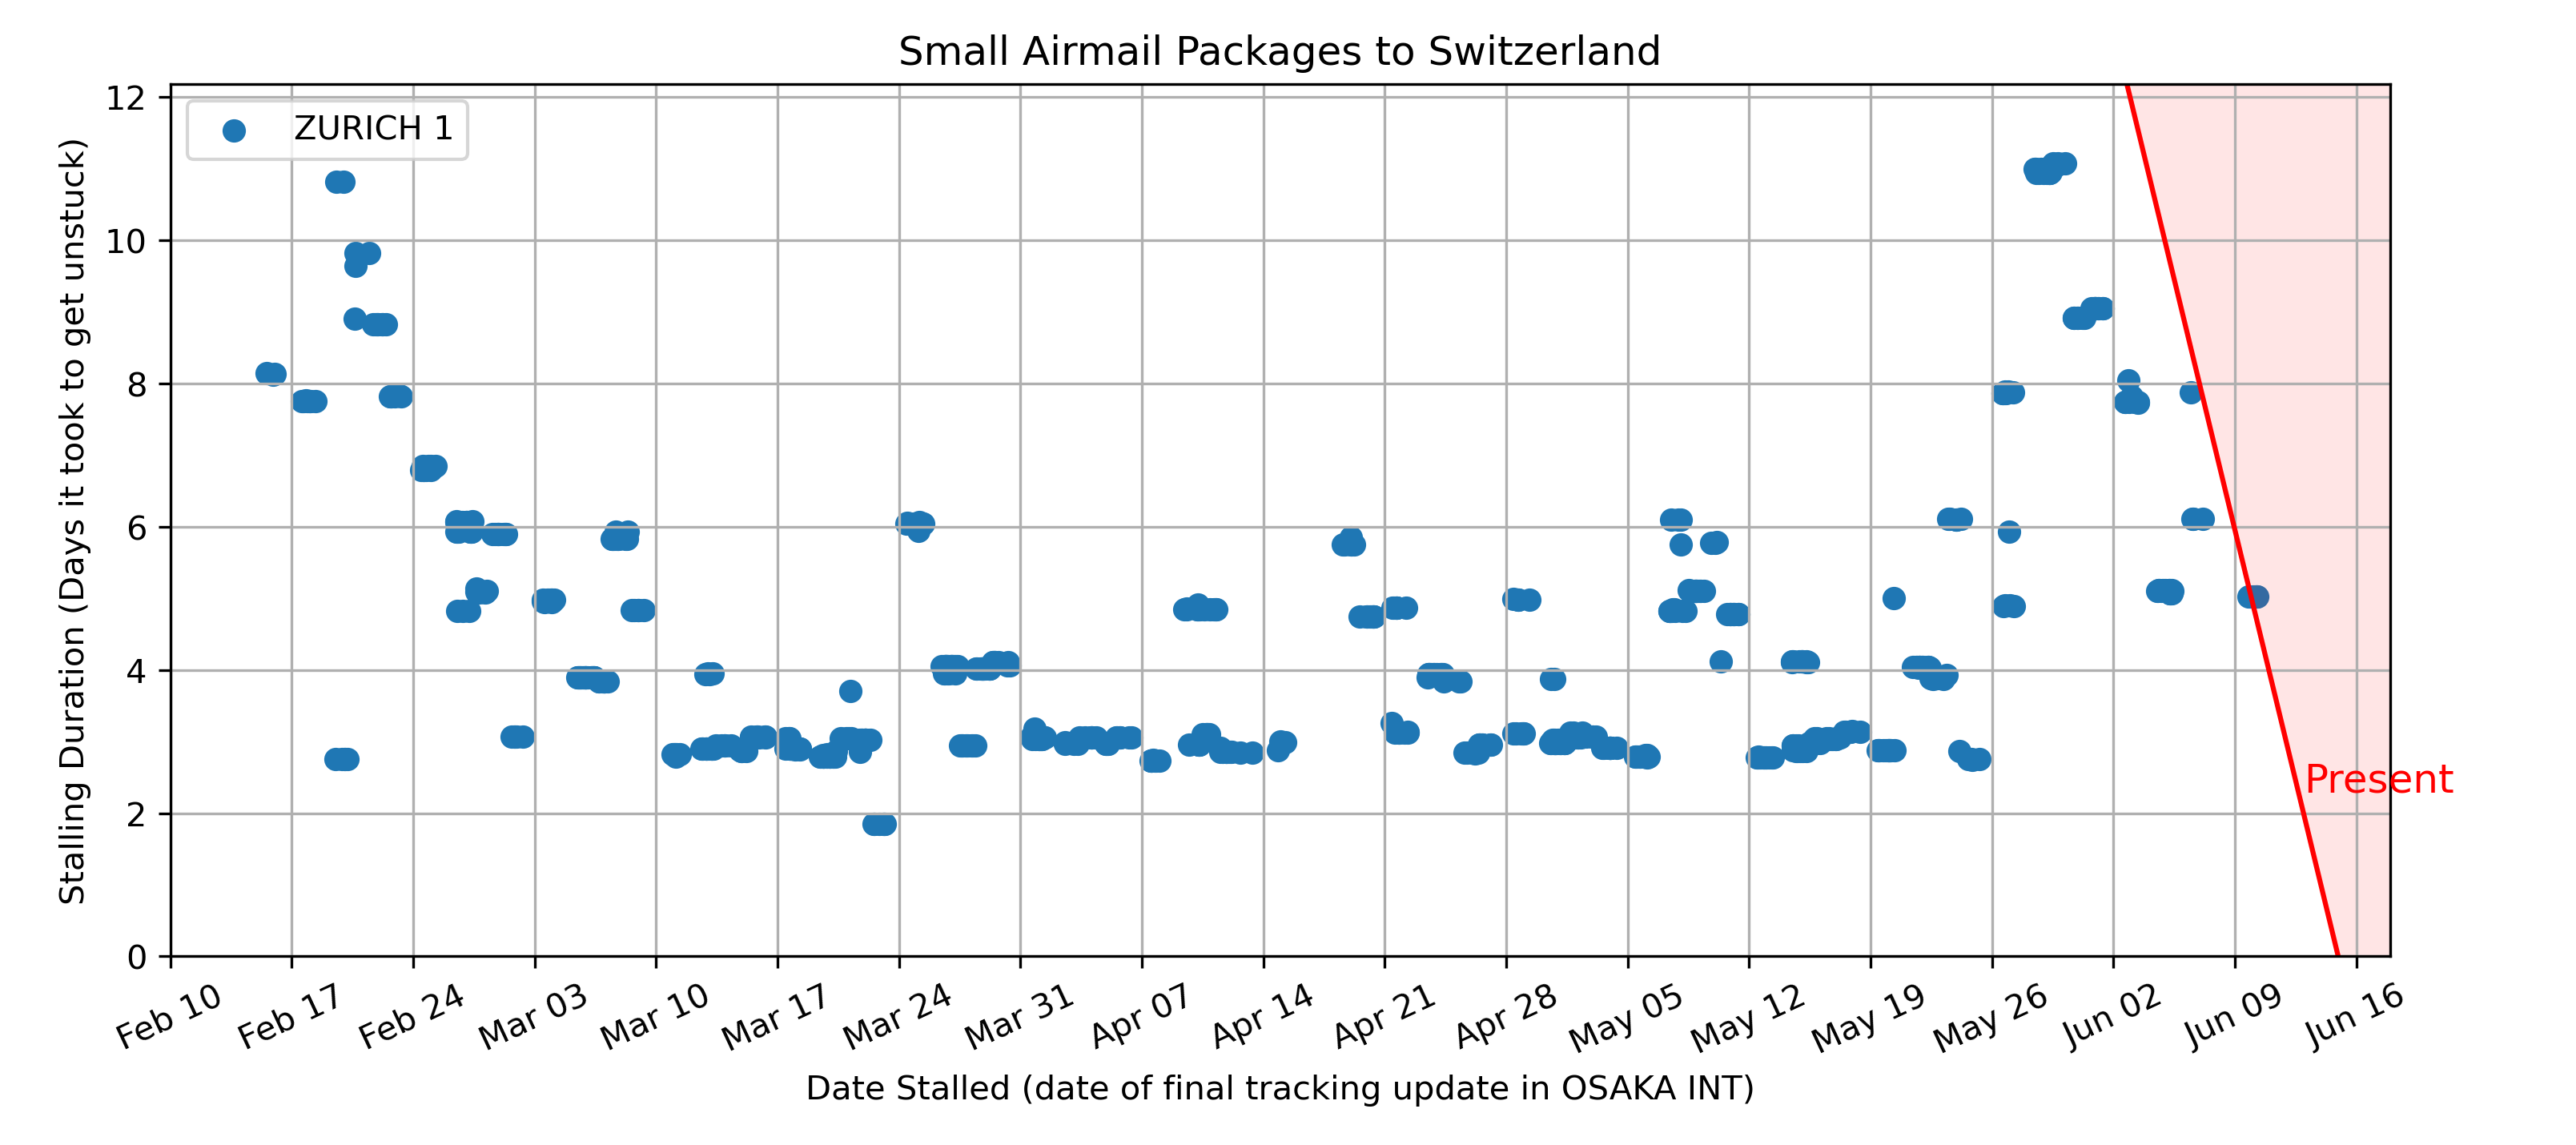 Small Airmail Packages to Switzerland
ZURICH 1
Stalling Duration (Days it took to get unstuck)
12
10
8
6
4
2
0
Present
Feb 10
Feb 17
Feb 24
Mar 03
Mar 10
Mar 17
Mar 24
Mar 31
Apr 07
Apr 14
Apr 21
Apr 28
May 05
May 12
May 19
May 26
Jun 02
Jun 09
Jun 16
Date Stalled (date of final tracking update in OSAKA INT)